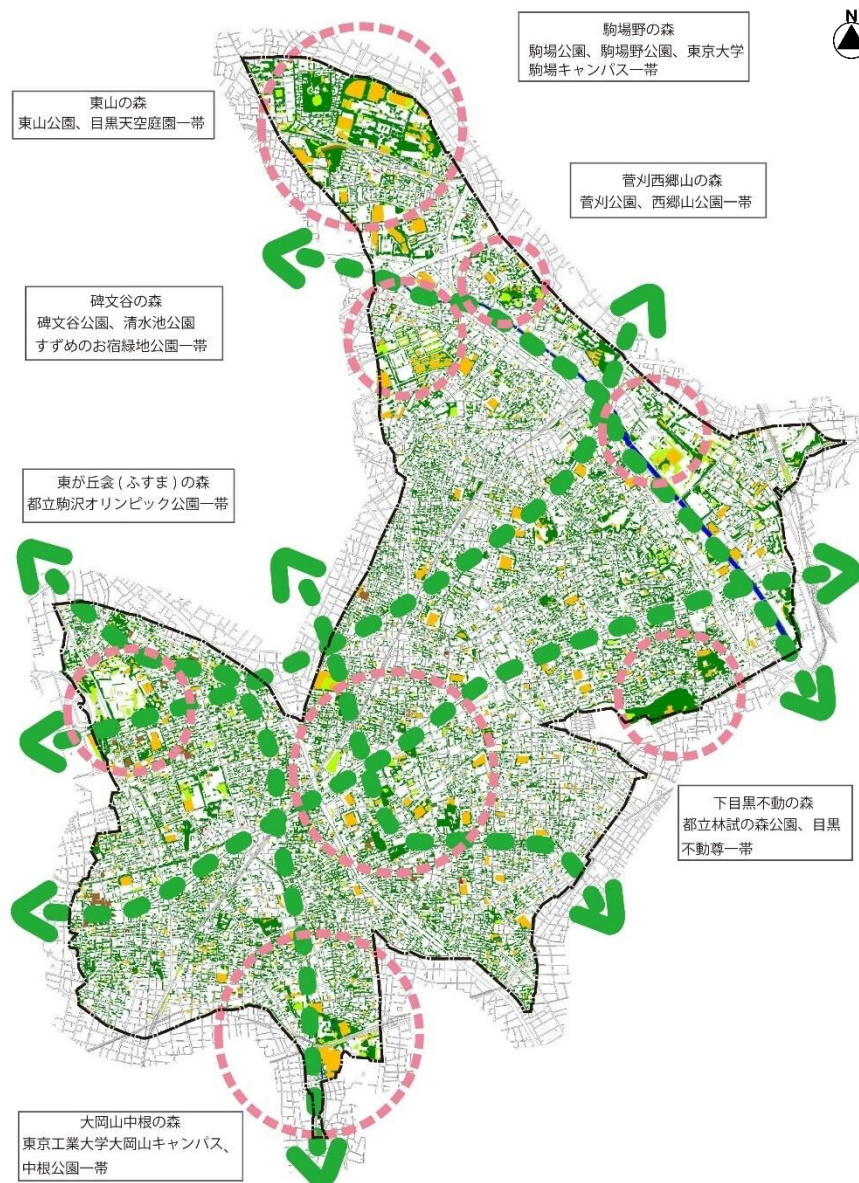 N
駒場野の森
駒場公園、駒場野公園、東京大学
駒場キャンパス一帯
東山の森
東山公園、目黒天空庭園一帯
菅刈西郷山の森
菅刈公園、西郷山公園一帯
碑文谷の森
碑文谷公園、清水池公園
すずめのお宿緑地公園一帯
東が丘衾(ふすま)の森
都立駒沢オリンピック公園一帯
下目黒不動の森
都立林試の森公園、目黒
不動尊一帯
大岡山中根の森
東京工業大学大岡山キャンパス、
中根公園一帯